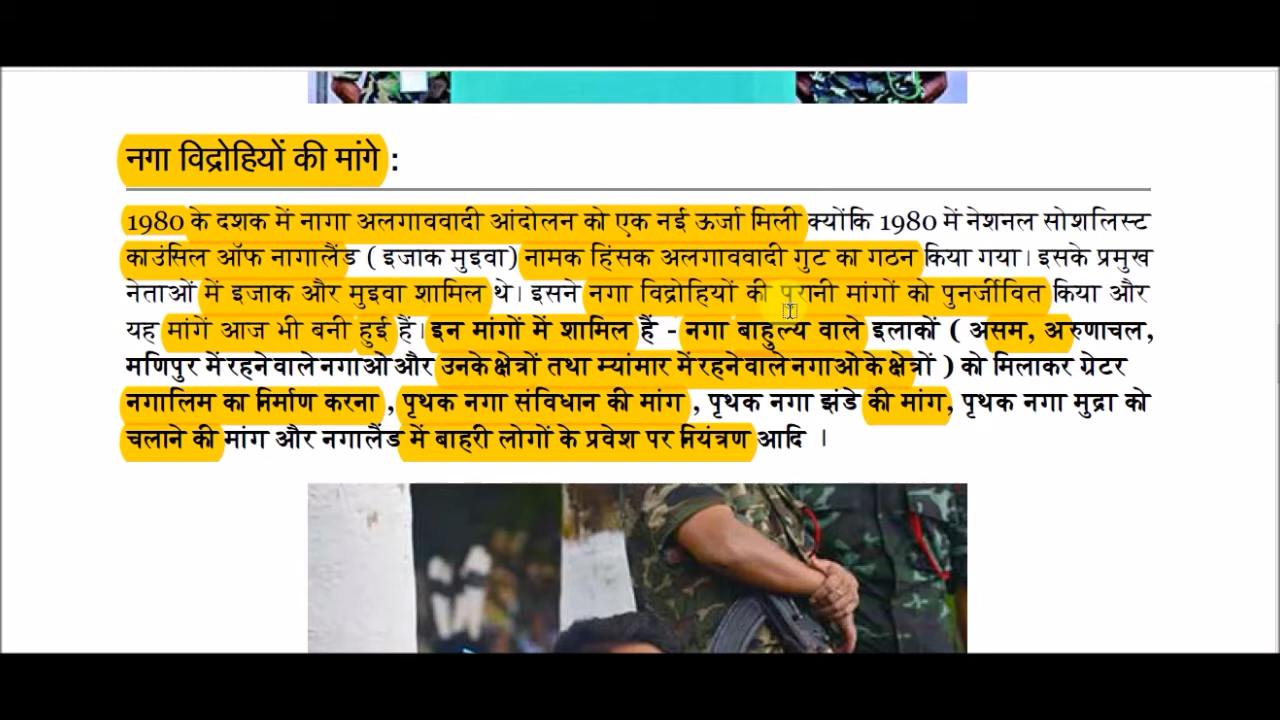 नगा विद्रोहियों की मांगे :
1980 के दशक में नागा अलगाववादी आंदोलन को एक नई ऊर्जा मिली क्योंकि 1980 में नेशनल सोशलिस्ट
काउंसिल ऑफ नागालैंड ( इजाक मुइवा) नामक हिंसक अलगाववादी गुट का गठन किया गया। इसके प्रमुख
नेताओं में इजाक और मुइवा शामिल थे। इसने नगा विद्रोहियों की पुरानी मांगों को पुनर्जीवित किया और
यह मांगें आज भी बनी हुई हैं। इन मांगों में शामिल हैं - नगा बाहुल्य वाले इलाकों ( असम, अरुणाचल,
मणिपुर में रहने वाले नगाओ और उनके क्षेत्रों तथा म्यांमार में रहने वाले नगाओ के क्षेत्रों ) को मिलाकर ग्रेटर
नगालिम का निर्माण करना , पृथक नगा संविधान की मांग , पृथक नगा झंडे की मांग, पृथक नगा मुद्रा को
चलाने की मांग और नगालैंड में बाहरी लोगों के प्रवेश पर नियंत्रण आदि ।